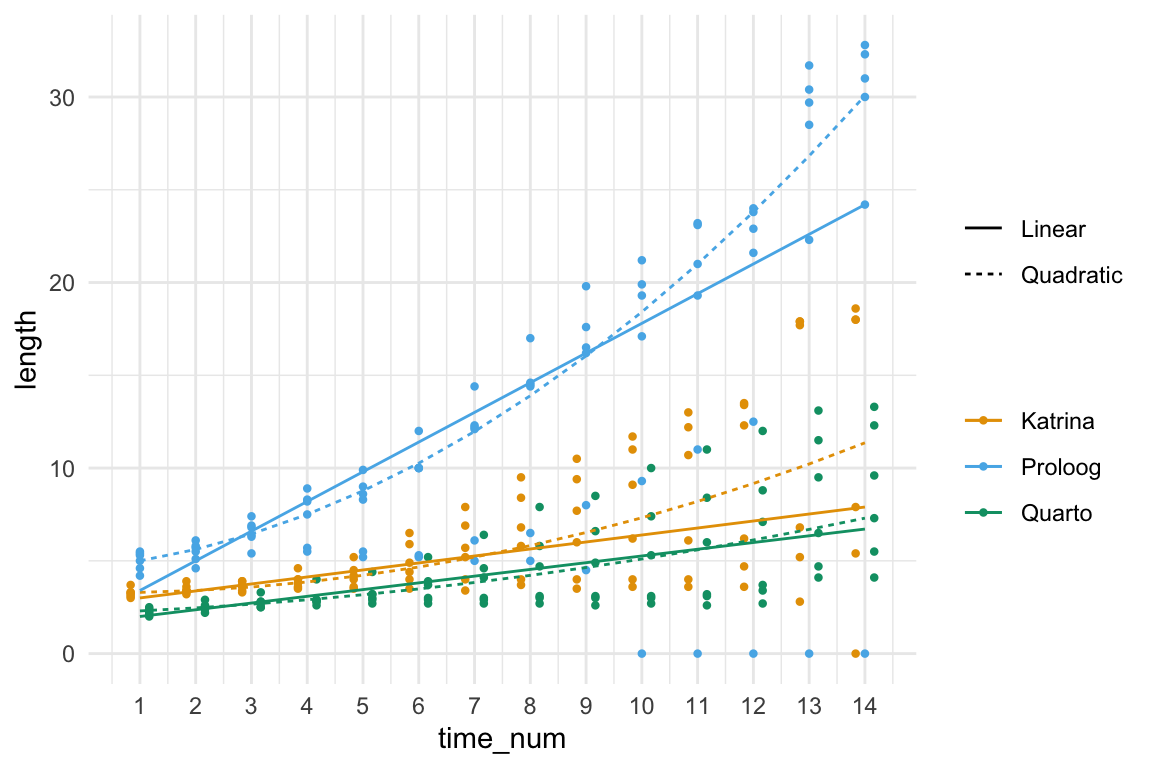 30
20
10
0
length
1 2 3 4 5 6 7 8 9 10 11 12 13 14
time_num
Linear
Quadratic
Katrina
Proloog
Quarto